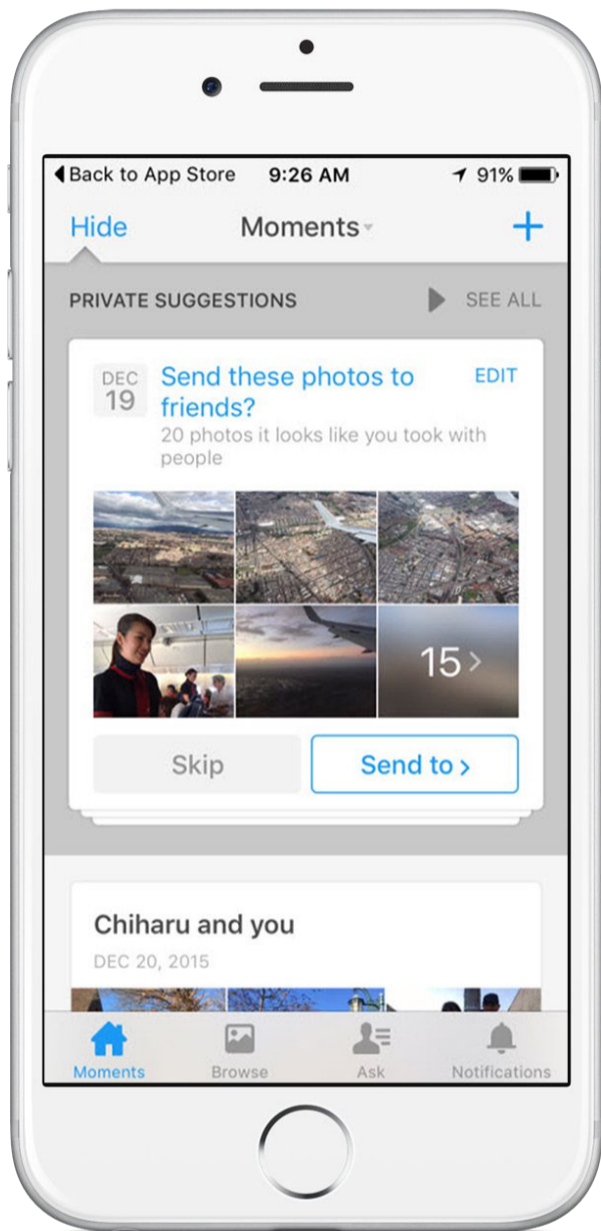 Back to App Store 9:26 AM 91%
Hide Moments
PRIVATE SUGGESTIONS SEE ALL
DEC
19
Send these photos to
friends?
EDIT
20 photos it looks like you took with
people
15 >
Skip Send to >
Chiharu and you
DEC 20, 2015
Moments Browse Ask Notifications